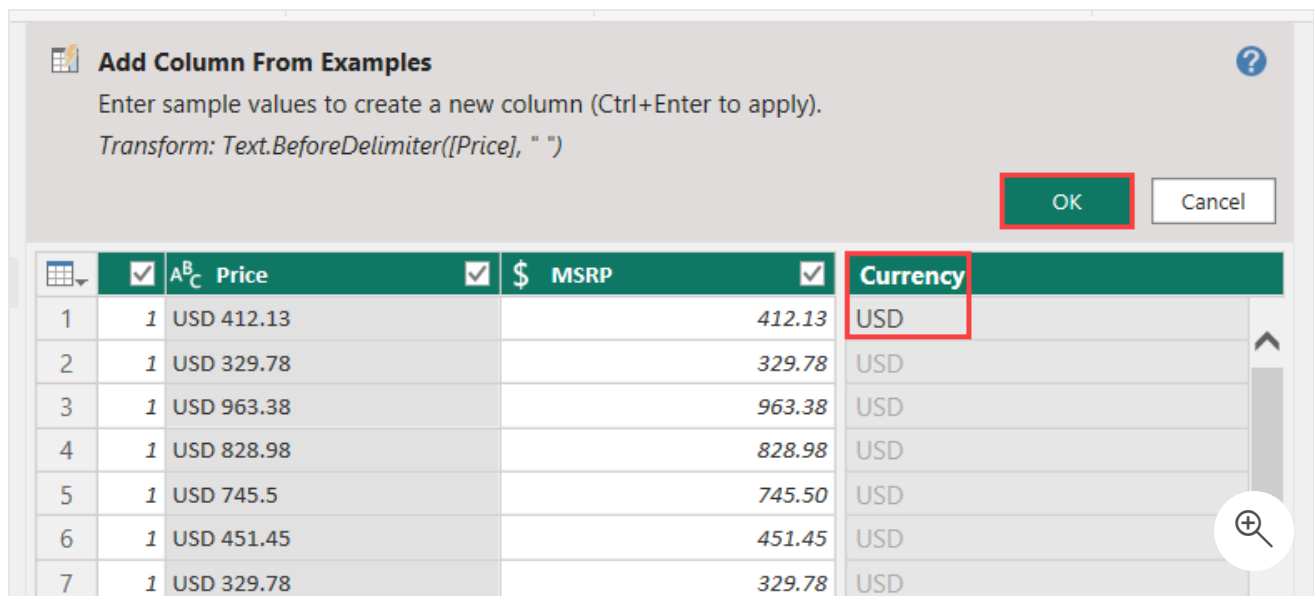 Add Column From Examples
Enter sample values to create a new column (Ctrl+Enter to apply).
Transform: Text.BeforeDelimiter([Price], " ")
OK Cancel
ABC Price $ MSRP Currency
1 1 USD 412.13 412.13 USD
2 1 USD 329.78 329.78 USD
3 1 USD 963.38 963.38 USD
4 1 USD 828.98 828.98 USD
5 1 USD 745.5 745.50 USD
6 1 USD 451.45 451.45 USD
7 1 USD 329.78 329.78 USD